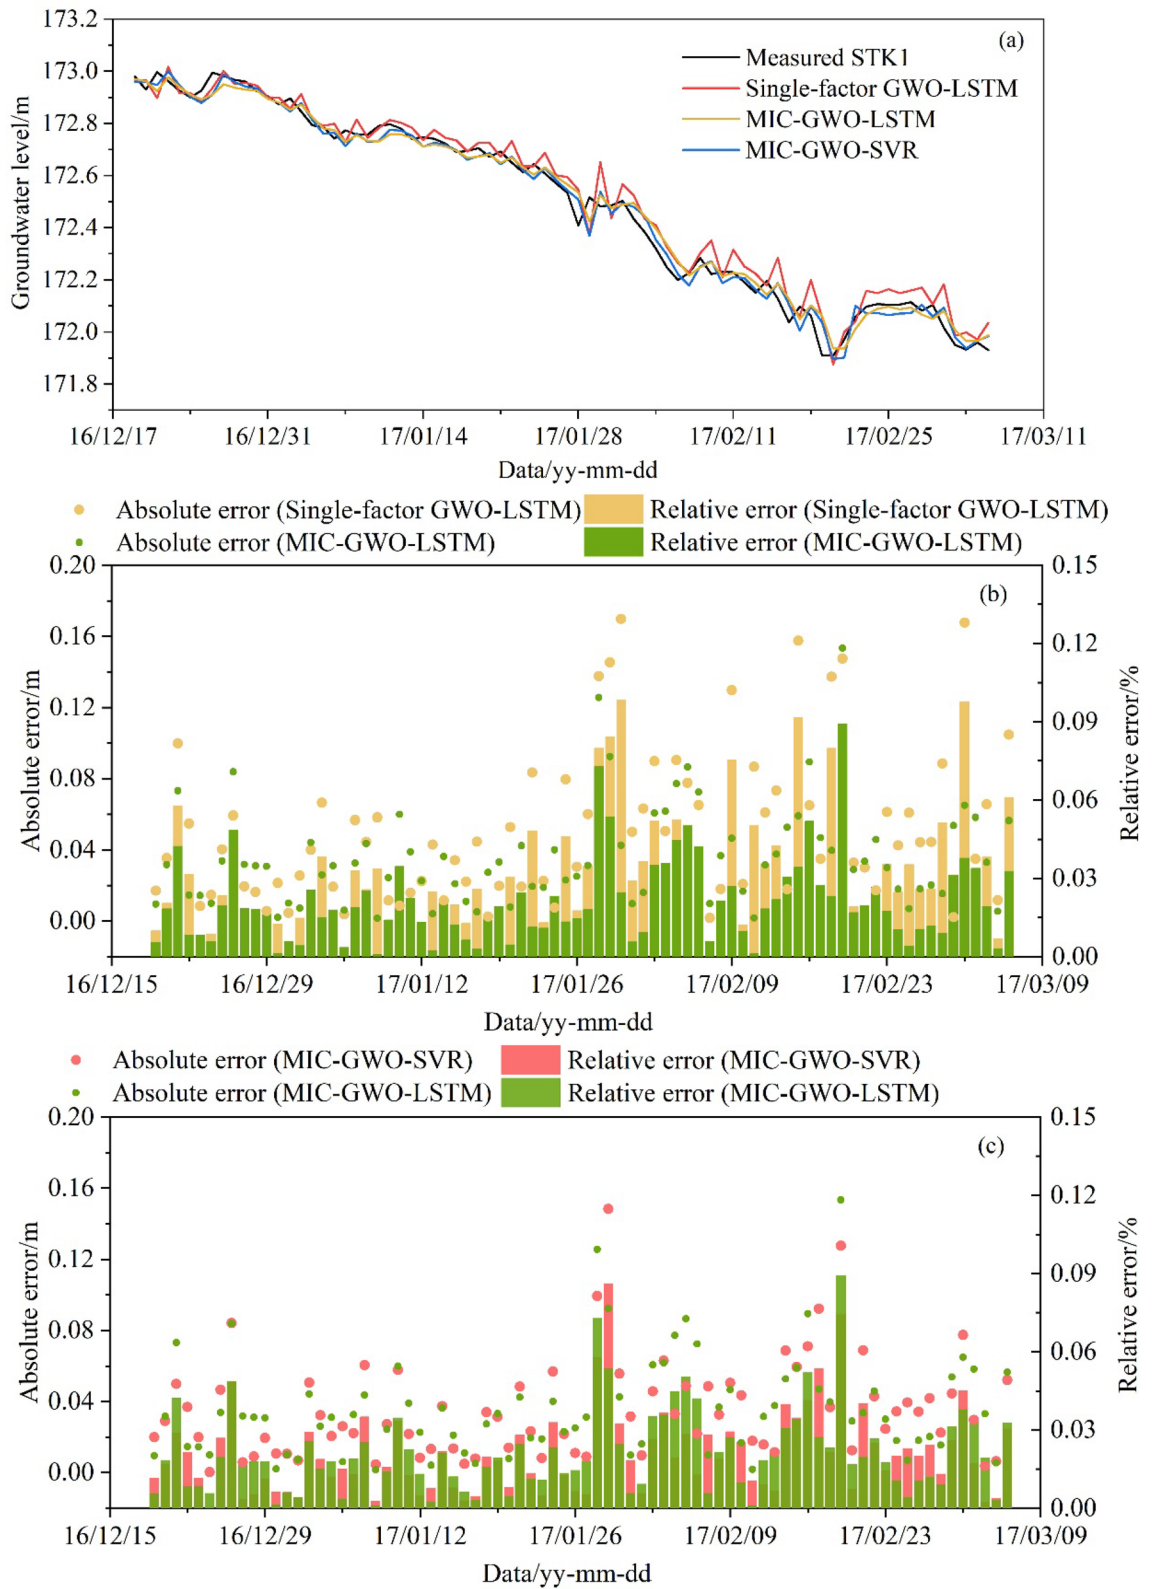 173.2
173.0
172.8
172.6
172.4
172.2
172.0
171.8
Groundwater level/m
(a)
Measured STK1
Single-factor GWO-LSTM
MIC-GWO-LSTM
MIC-GWO-SVR
16/12/17 16/12/31 17/01/14 17/01/28 17/02/11 17/02/25 17/03/11
Data/yy-mm-dd
Absolute error (Single-factor GWO-LSTM) Relative error (Single-factor GWO-LSTM)
Absolute error (MIC-GWO-LSTM) Relative error (MIC-GWO-LSTM)
0.20
0.16
0.12
0.08
0.04
0.00
Absolute error/m
(b)
0.15
0.12
0.09
0.06
0.03
0.00
Relative error/%
16/12/15 16/12/29 17/01/12 17/01/26 17/02/09 17/02/23 17/03/09
Data/yy-mm-dd
Absolute error (MIC-GWO-SVR) Relative error (MIC-GWO-SVR)
Absolute error (MIC-GWO-LSTM) Relative error (MIC-GWO-LSTM)
0.20
0.16
0.12
0.08
0.04
0.00
Absolute error/m
(c)
0.15
0.12
0.09
0.06
0.03
0.00
Relative error/%
16/12/15 16/12/29 17/01/12 17/01/26 17/02/09 17/02/23 17/03/09
Data/yy-mm-dd